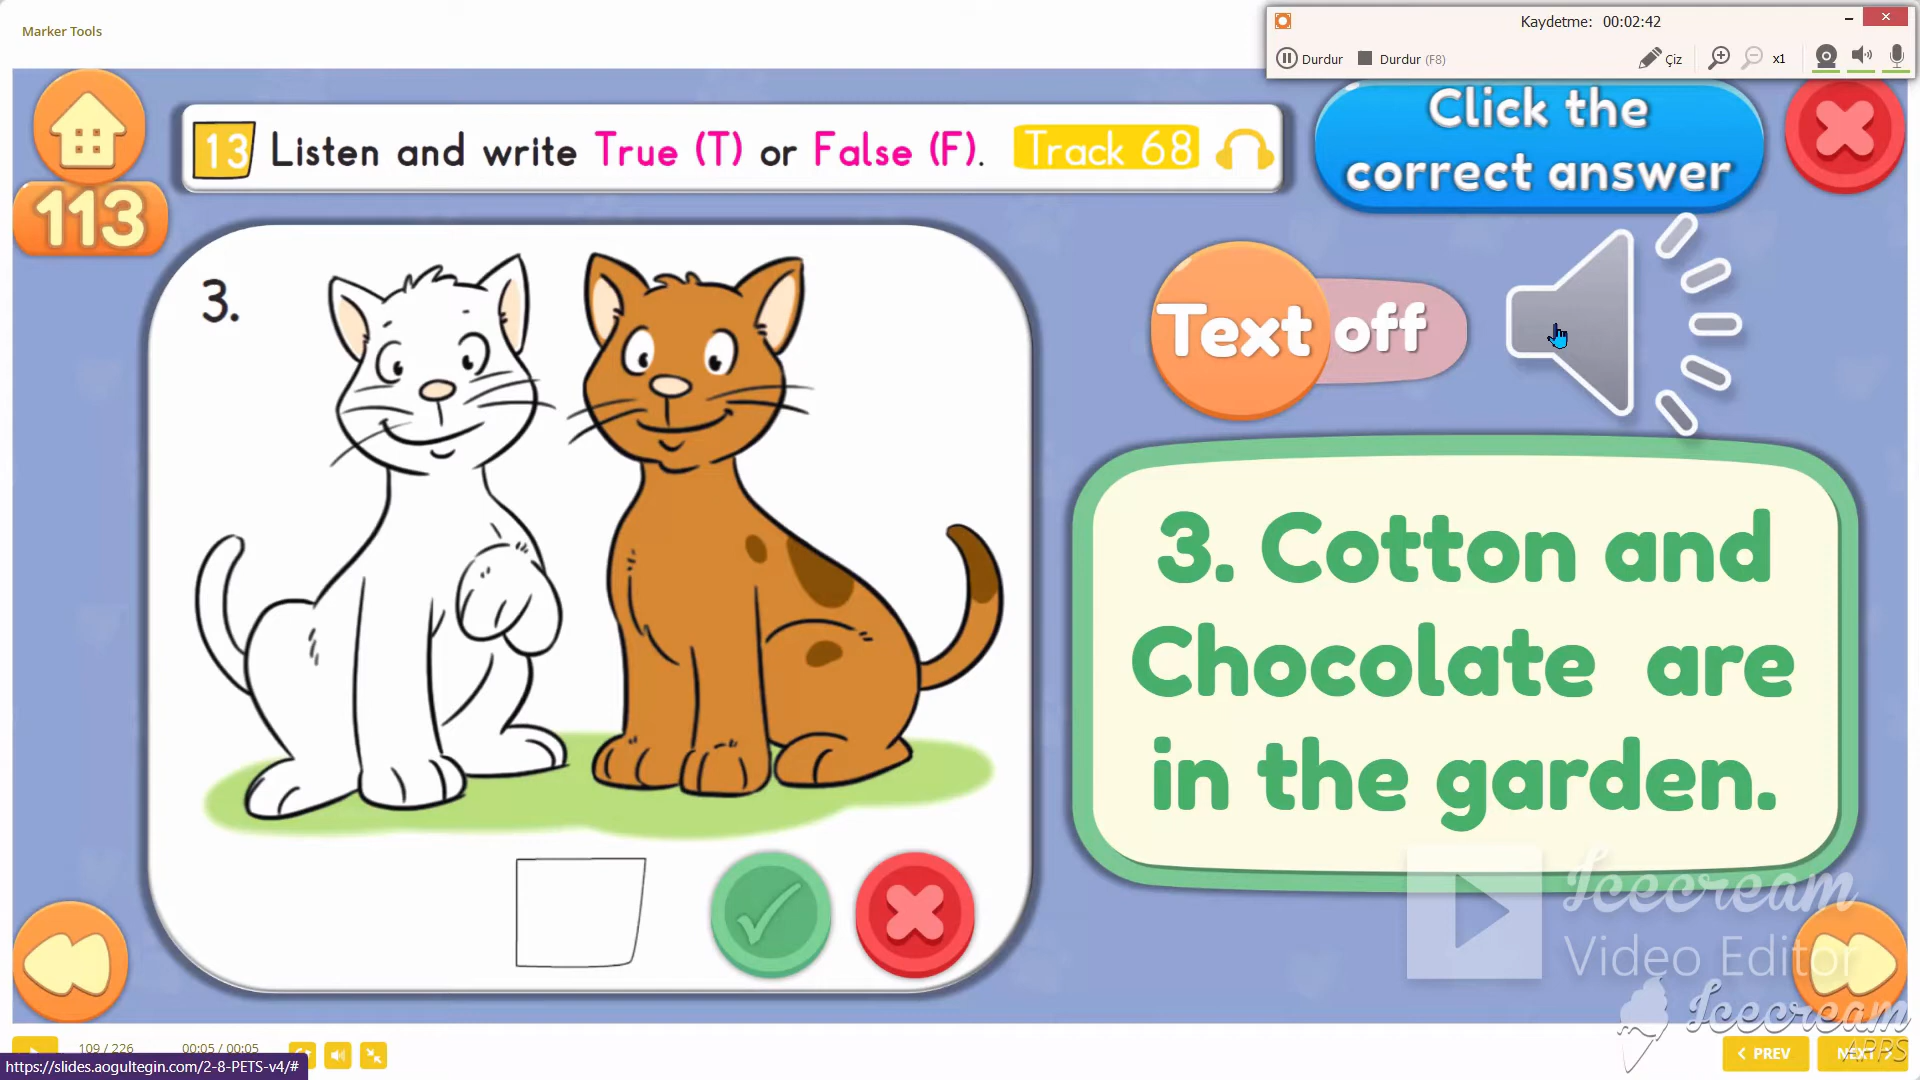 Marker Tools
Kaydetme: 00:02:42
Durdur
Durdur (F8)
Çiz
x1
113
13 Listen and write True (T) or False (F). Track 68
Click the
correct answer
Text off
3.
3. Cotton and
Chocolate are
in the garden.
Icecream
Video Editor
Icecream
APPS
109 / 226
00:05 / 00:05
PREV
NEXT
https://slides.aogultegin.com/2-8-PETS-v4/#